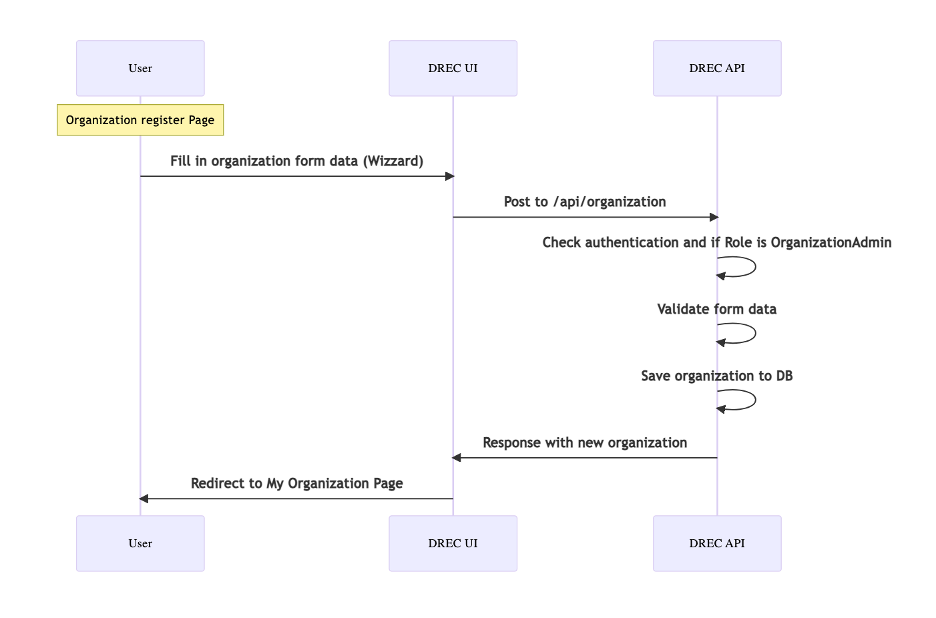 User
DREC UI
DREC API
Organization register Page
Fill in organization form data (Wizzard)
Post to /api/organization
Check authentication and if Role is OrganizationAdmin
Validate form data
Save organization to DB
Response with new organization
Redirect to My Organization Page
User
DREC UI
DREC API